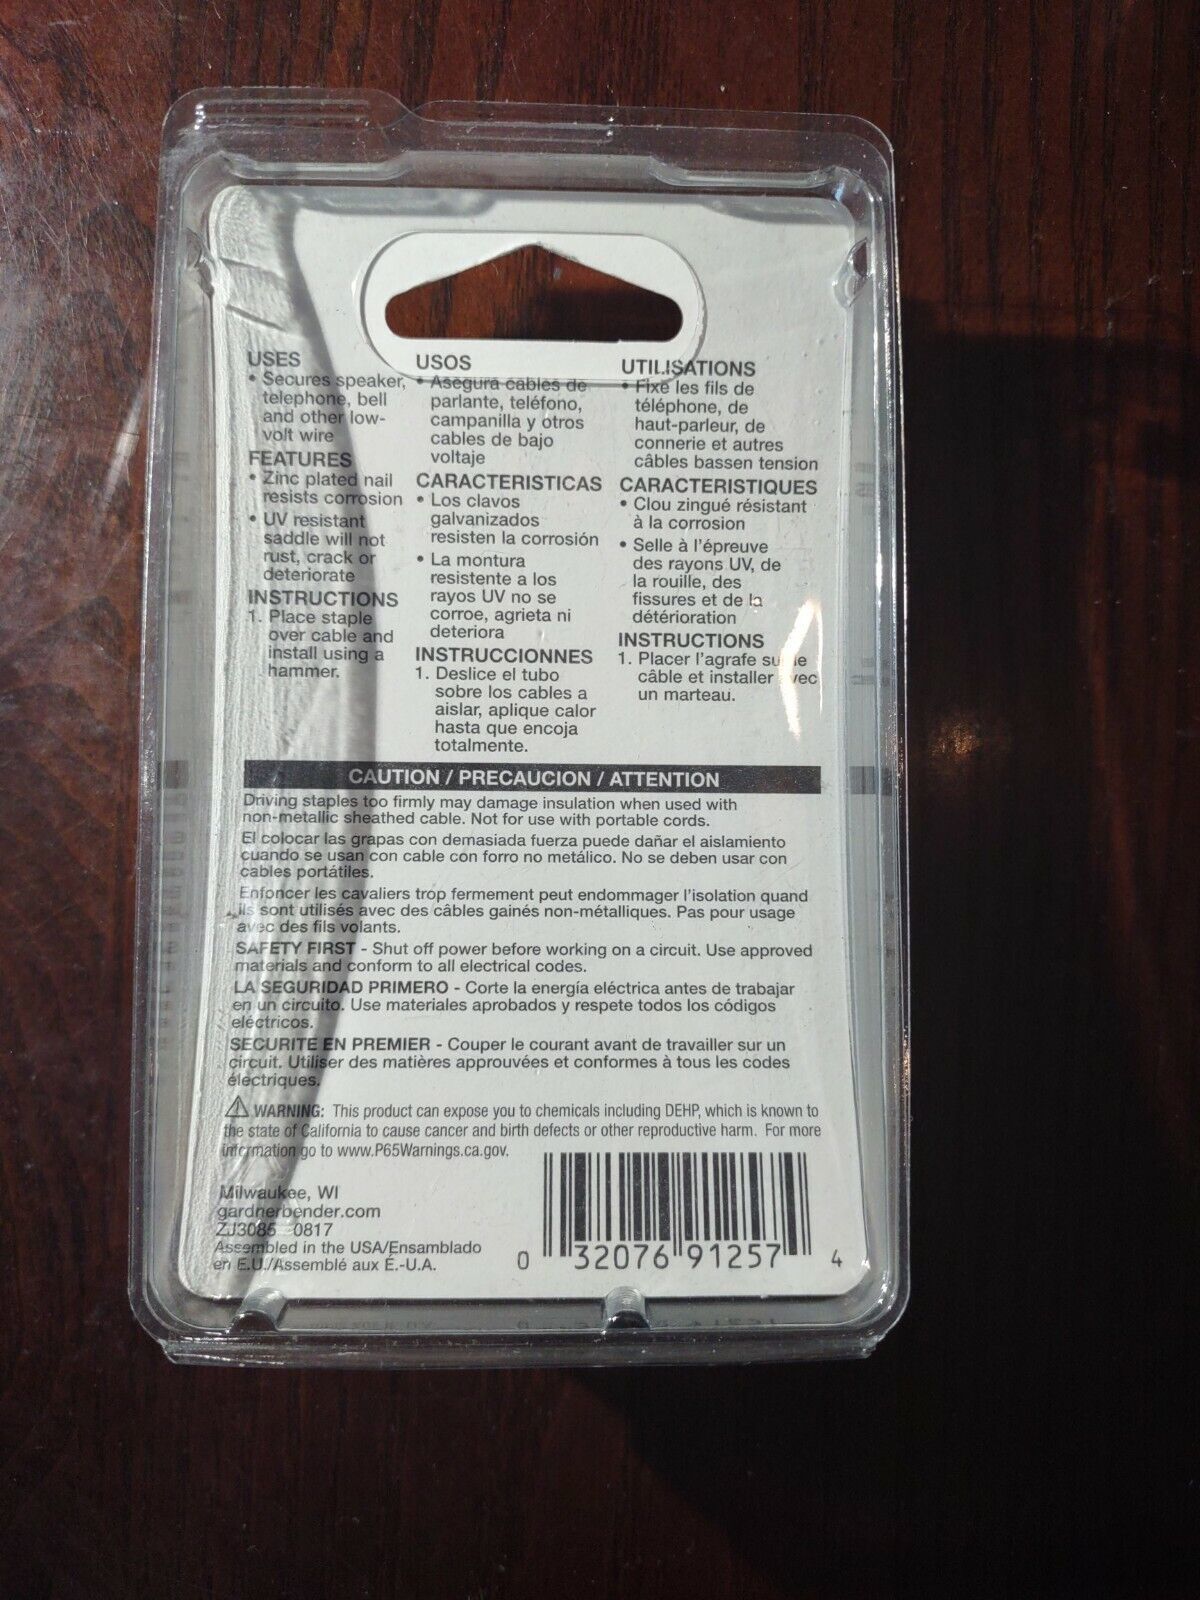 USES
• Secures speaker,
telephone, bell
and other low-
volt wire
FEATURES
• Zinc plated nail
resists corrosion
• UV resistant
saddle will not
rust, crack or
deteriorate
INSTRUCTIONS
1. Place staple
over cable and
install using a
hammer.
USOS
• Asegura cables de
parlante, teléfono,
campanilla y otros
cables de bajo
voltaje
CARACTERISTICAS
• Los clavos
galvanizados
resisten la corrosión
• La montura
resistente a los
rayos UV no se
corroe, agrieta ni
deteriora
INSTRUCCIONNES
1. Deslice el tubo
sobre los cables a
aislar, aplique calor
hasta que encoja
totalmente.
UTILISATIONS
• Fixe les fils de
téléphone, de
haut-parleur, de
connerie et autres
câbles bassen tension
CARACTERISTIQUES
• Clou zingué résistant
à la corrosion
• Selle à l'épreuve
des rayons UV, de
la rouille, des
fissures et de la
détérioration
INSTRUCTIONS
1. Placer l'agrafe sur le
câble et installer avec
un marteau.
CAUTION / PRECAUCION / ATTENTION
Driving staples too firmly may damage insulation when used with
non-metallic sheathed cable. Not for use with portable cords.
El colocar las grapas con demasiada fuerza puede dañar el aislamiento
cuando se usan con cable con forro no metálico. No se deben usar con
cables portátiles.
Enfoncer les cavaliers trop fermement peut endommager l'isolation quand
ils sont utilisés avec des câbles gainés non-métalliques. Pas pour usage
avec des fils volants.
SAFETY FIRST - Shut off power before working on a circuit. Use approved
materials and conform to all electrical codes.
LA SEGURIDAD PRIMERO - Corte la energía eléctrica antes de trabajar
en un circuito. Use materiales aprobados y respete todos los códigos
eléctricos.
SECURITE EN PREMIER - Couper le courant avant de travailler sur un
circuit. Utiliser des matières approuvées et conformes à tous les codes
électriques.
⚠ WARNING: This product can expose you to chemicals including DEHP, which is known to
the state of California to cause cancer and birth defects or other reproductive harm. For more
information go to www.P65Warnings.ca.gov.
Milwaukee, WI
gardnerbender.com
ZJ3085 0817
Assembled in the USA/Ensamblado
en E.U./Assemblé aux É.-U.A.
0 32076 91257 4